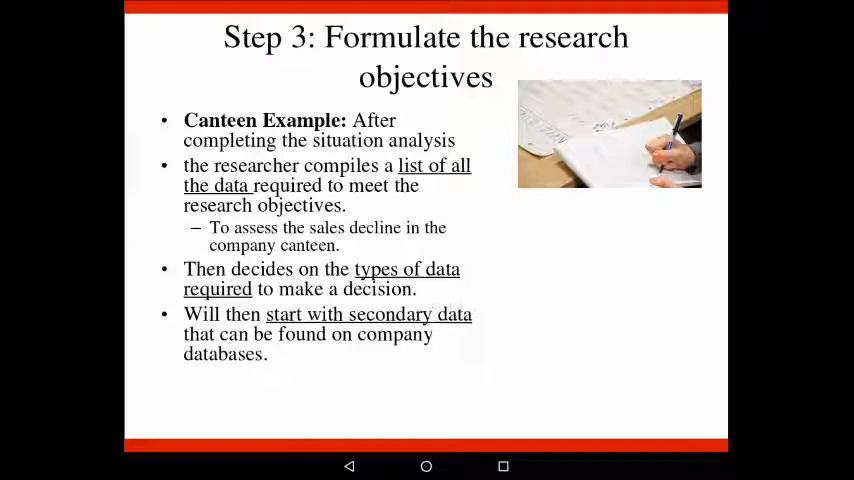 Step 3: Formulate the research
objectives
• Canteen Example: After
completing the situation analysis
• the researcher compiles a list of all
the data required to meet the
research objectives.
– To assess the sales decline in the
company canteen.
• Then decides on the types of data
required to make a decision.
• Will then start with secondary data
that can be found on company
databases.